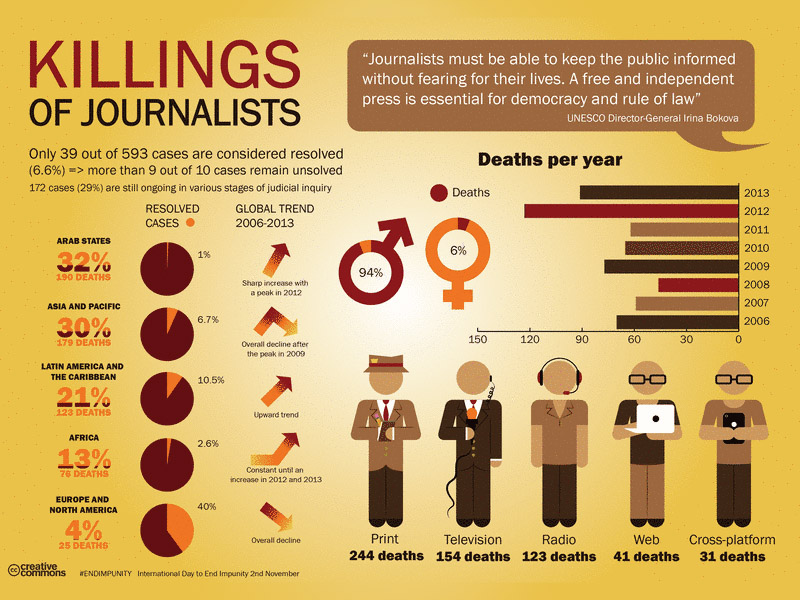 KILLINGS
OF JOURNALISTS
“Journalists must be able to keep the public informed
without fearing for their lives. A free and independent
press is essential for democracy and rule of law”
UNESCO Director-General Irina Bokova
Only 39 out of 593 cases are considered resolved
(6.6%) => more than 9 out of 10 cases remain unsolved
172 cases (29%) are still ongoing in various stages of judicial inquiry
RESOLVED
CASES
GLOBAL TREND
2006-2013
ARAB STATES
32%
190 DEATHS
1%
Sharp increase with
a peak in 2012
ASIA AND PACIFIC
30%
179 DEATHS
6.7%
Overall decline after
the peak in 2009
LATIN AMERICA AND
THE CARIBBEAN
21%
123 DEATHS
10.5%
Upward trend
AFRICA
13%
76 DEATHS
2.6%
Constant until an
increase in 2012 and 2013
EUROPE AND
NORTH AMERICA
4%
25 DEATHS
40%
Overall decline
Deaths per year
Deaths
94%
6%
2013
2012
2011
2010
2009
2008
2007
2006
150 120 90 60 30 0
Print
244 deaths
Television
154 deaths
Radio
123 deaths
Web
41 deaths
Cross-platform
31 deaths
cc creative
commons
#ENDIMPUNITY International Day to End Impunity 2nd November